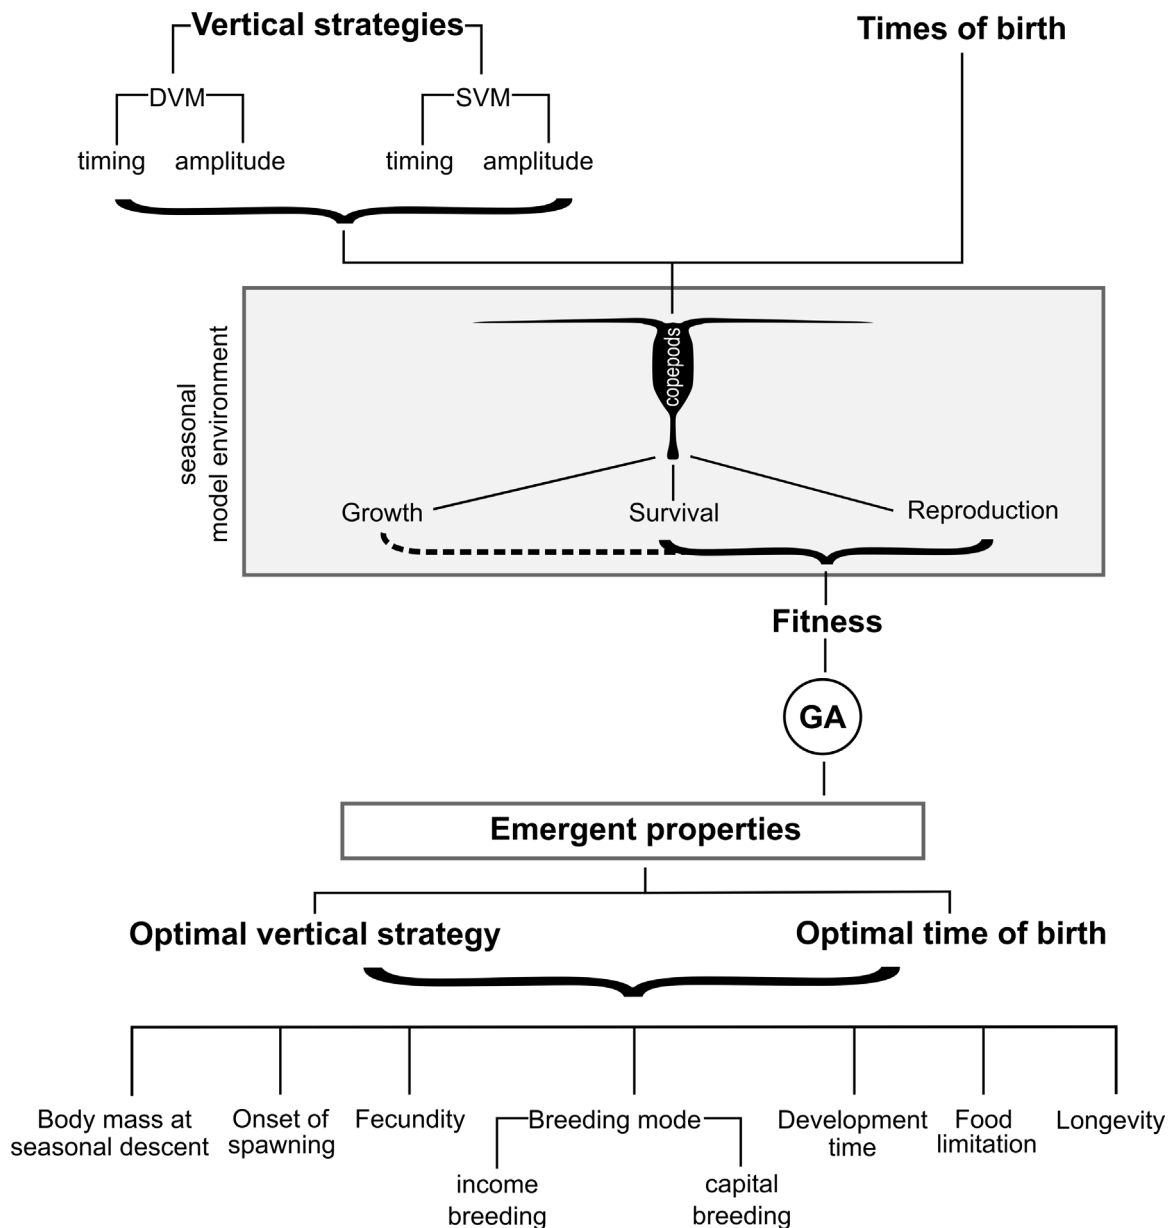 Vertical strategies
Times of birth
DVM
SVM
timing
amplitude
timing
amplitude
seasonal
model environment
copepods
Growth
Survival
Reproduction
Fitness
GA
Emergent properties
Optimal vertical strategy
Optimal time of birth
Body mass at
seasonal descent
Onset of
spawning
Fecundity
Breeding mode
Development
time
Food
limitation
Longevity
income
breeding
capital
breeding